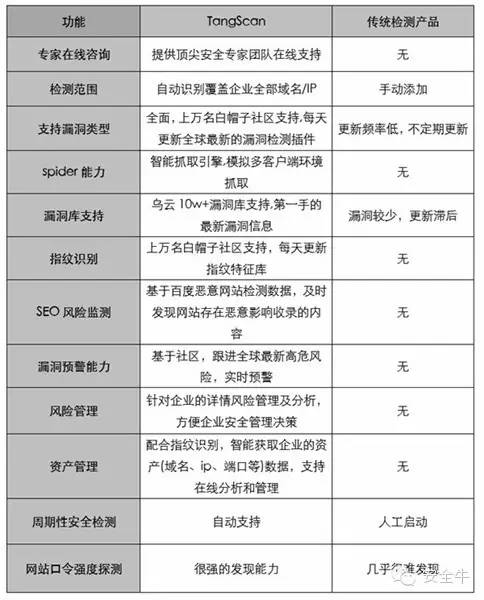 功能 TangScan 传统检测产品
专家在线咨询 提供顶尖安全专家团队在线支持 无
检测范围 自动识别覆盖企业全部域名/IP 手动添加
支持漏洞类型 全面,上万名白帽子社区支持,每天 更新频率低,不定期更新
更新全球最新的漏洞检测插件
spider能力 智能抓取引擎,模拟多客户端环境 无
抓取
漏洞库支持 乌云10w+漏洞库支持,第一手的 漏洞较少,更新滞后
最新漏洞信息
指纹识别 上万名白帽子社区支持,每天更新 无
指纹特征库
SEO风险监测 基于百度恶意网站检测数据,及时 无
发现网站存在恶意影响收录的内
容
漏洞预警能力 基于社区,跟进全球最新高危风 无
险,实时预警
风险管理 针对企业的详情风险管理及分析, 无
方便企业安全管理决策
资产管理 配合指纹识别,智能获取企业的资 无
产(域名、ip、端口等)数据,支持
在线分析和管理
周期性安全检测 自动支持 人工启动
网站口令强度探测 很强的发现能力 几乎很难发现
安全牛